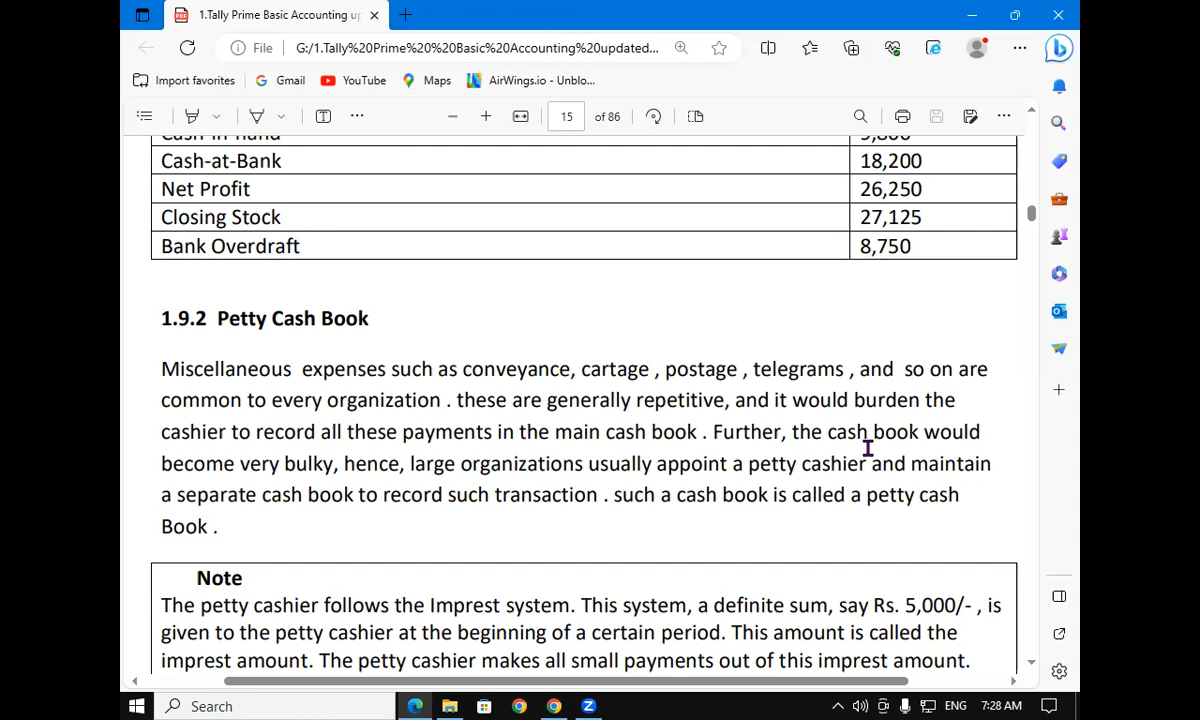 1.Tally Prime Basic Accounting up
File
G:/1.Tally%20Prime%20%20Basic%20Accounting%20updated...
Import favorites
Gmail
YouTube
Maps
AirWings.io - Unblo...
15 of 86
Cash-in-hand 9,800
Cash-at-Bank 18,200
Net Profit 26,250
Closing Stock 27,125
Bank Overdraft 8,750
1.9.2 Petty Cash Book
Miscellaneous expenses such as conveyance, cartage , postage , telegrams , and so on are
common to every organization . these are generally repetitive, and it would burden the
cashier to record all these payments in the main cash book . Further, the cash book would
become very bulky, hence, large organizations usually appoint a petty cashier and maintain
a separate cash book to record such transaction . such a cash book is called a petty cash
Book .
Note
The petty cashier follows the Imprest system. This system, a definite sum, say Rs. 5,000/- , is
given to the petty cashier at the beginning of a certain period. This amount is called the
imprest amount. The petty cashier makes all small payments out of this imprest amount.
Search
ENG
7:28 AM